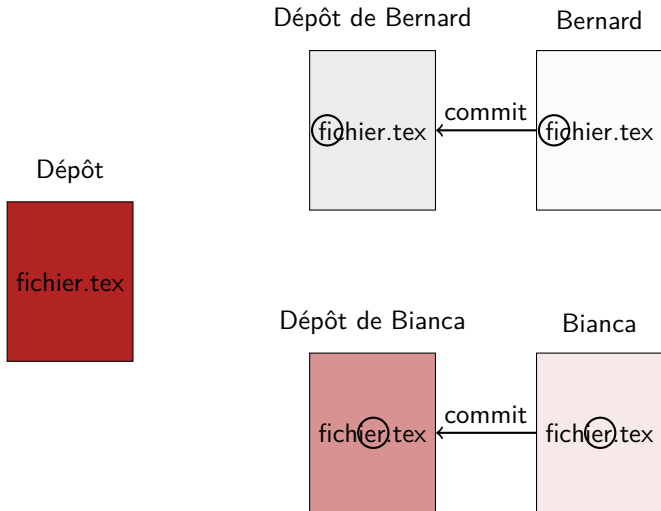 Dépôt de Bernard
Bernard
fichier.tex
commit
fichier.tex
Dépôt
fichier.tex
Dépôt de Bianca
Bianca
fichier.tex
commit
fichier.tex